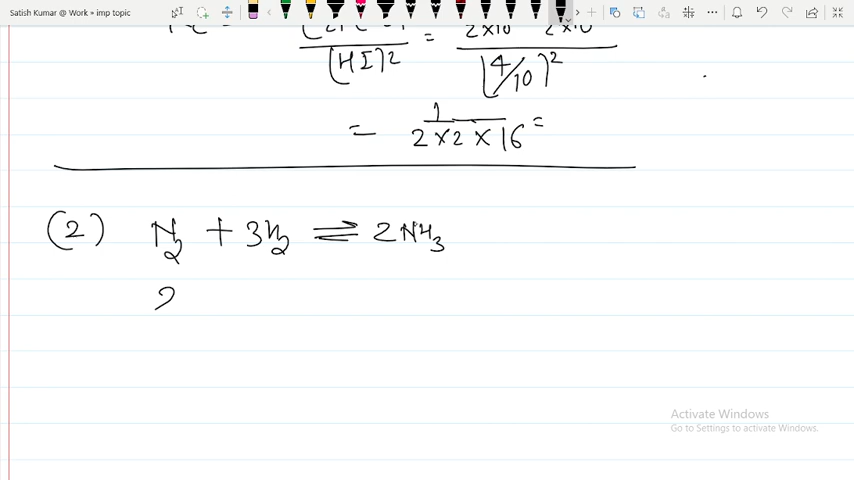 Satish Kumar @ Work » imp topic
= =
(HI)2 (4/10)2
= 1/2×2×16 =
(2) N2 + 3H2 ⇌ 2NH3
Activate Windows
Go to Settings to activate Windows.